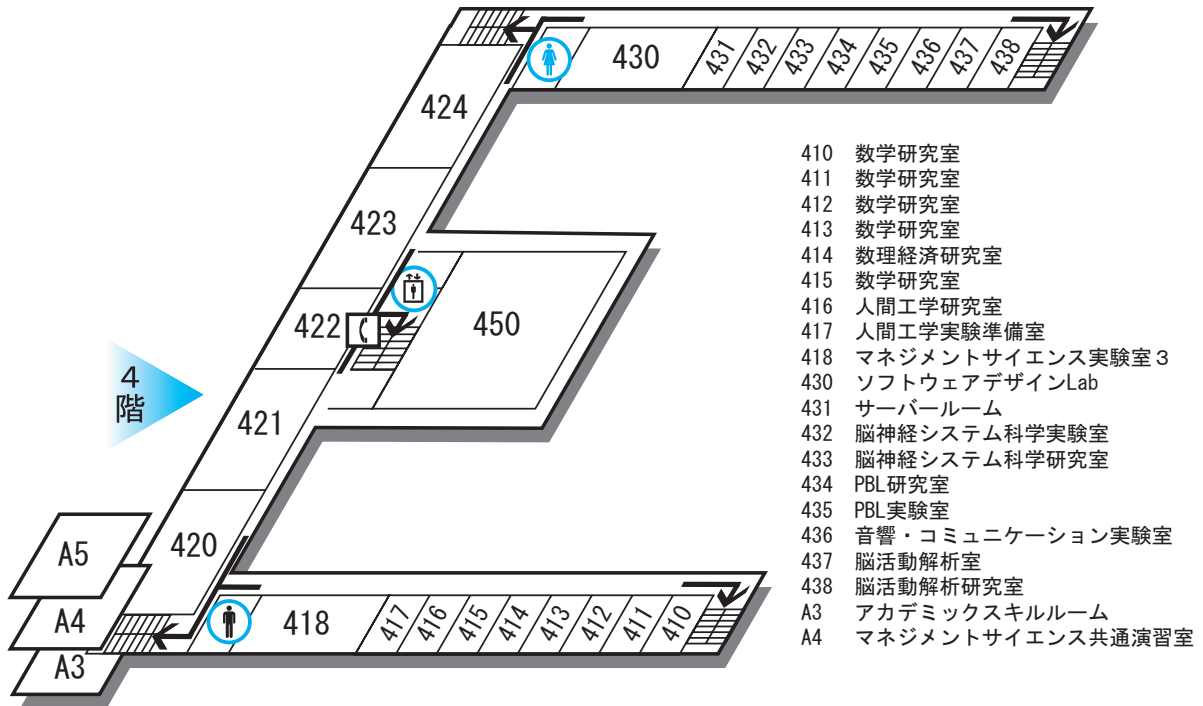 430
431
432
433
434
435
436
437
438
424
423
422
421
420
450
4
階
A5
A4
A3
418
417
416
415
414
413
412
411
410
410 数学研究室
411 数学研究室
412 数学研究室
413 数学研究室
414 数理経済研究室
415 数学研究室
416 人間工学研究室
417 人間工学実験準備室
418 マネジメントサイエンス実験室3
430 ソフトウェアデザインLab
431 サーバールーム
432 脳神経システム科学実験室
433 脳神経システム科学研究室
434 PBL研究室
435 PBL実験室
436 音響・コミュニケーション実験室
437 脳活動解析室
438 脳活動解析研究室
A3 アカデミックスキルルーム
A4 マネジメントサイエンス共通演習室